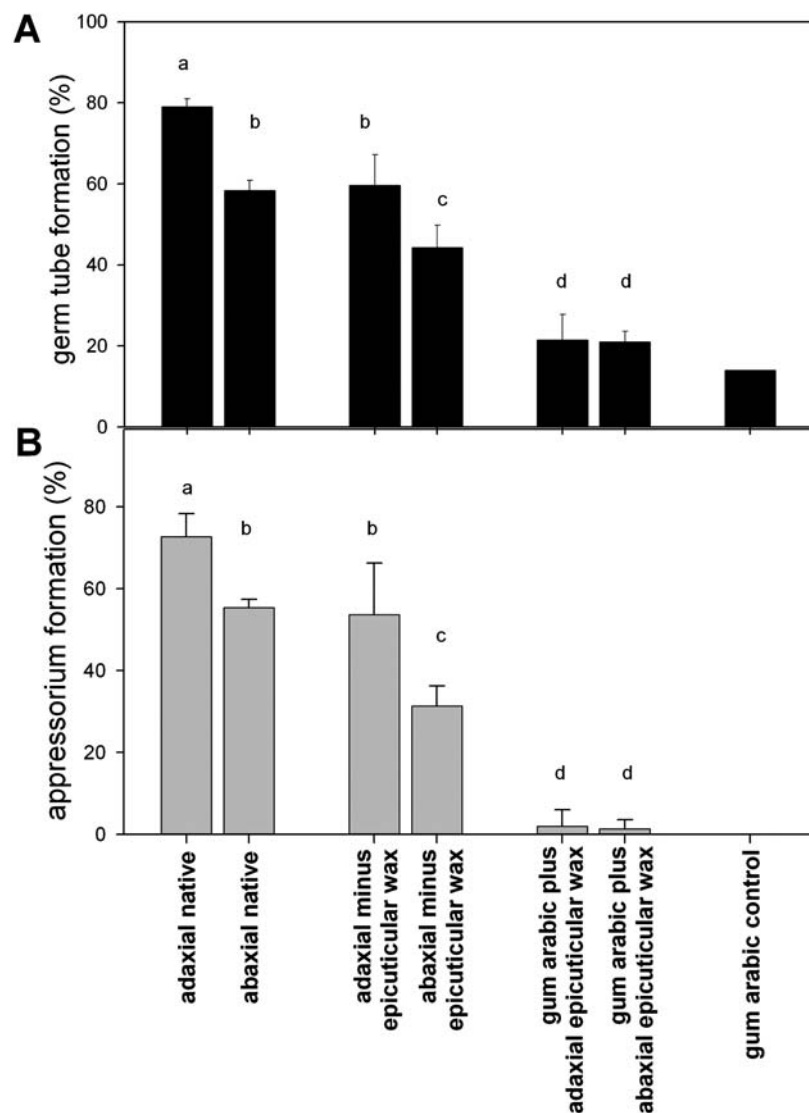 A
100
80
60
40
20
0
germ tube formation (%)
a
b
b
c
d
d
B
80
60
40
20
0
appressorium formation (%)
a
b
b
c
d
d
adaxial native
abaxial native
adaxial minus
epicuticular wax
abaxial minus
epicuticular wax
gum arabic plus
adaxial epicuticular wax
gum arabic plus
abaxial epicuticular wax
gum arabic control